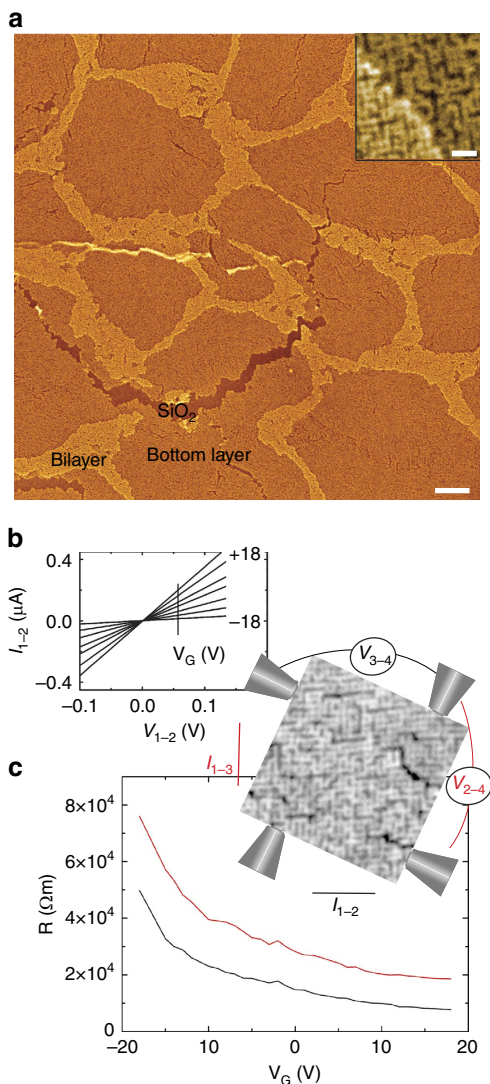 a
SiO2
Bilayer
Bottom layer
b
0.4
0.0
−0.4
I1–2 (μA)
+18
−18
VG (V)
−0.1
0.0
0.1
V1–2 (V)
V3–4
V2–4
I1–3
I1–2
c
8×10⁴
6×10⁴
4×10⁴
2×10⁴
0
R (Ωm)
−20
−10
0
10
20
VG (V)